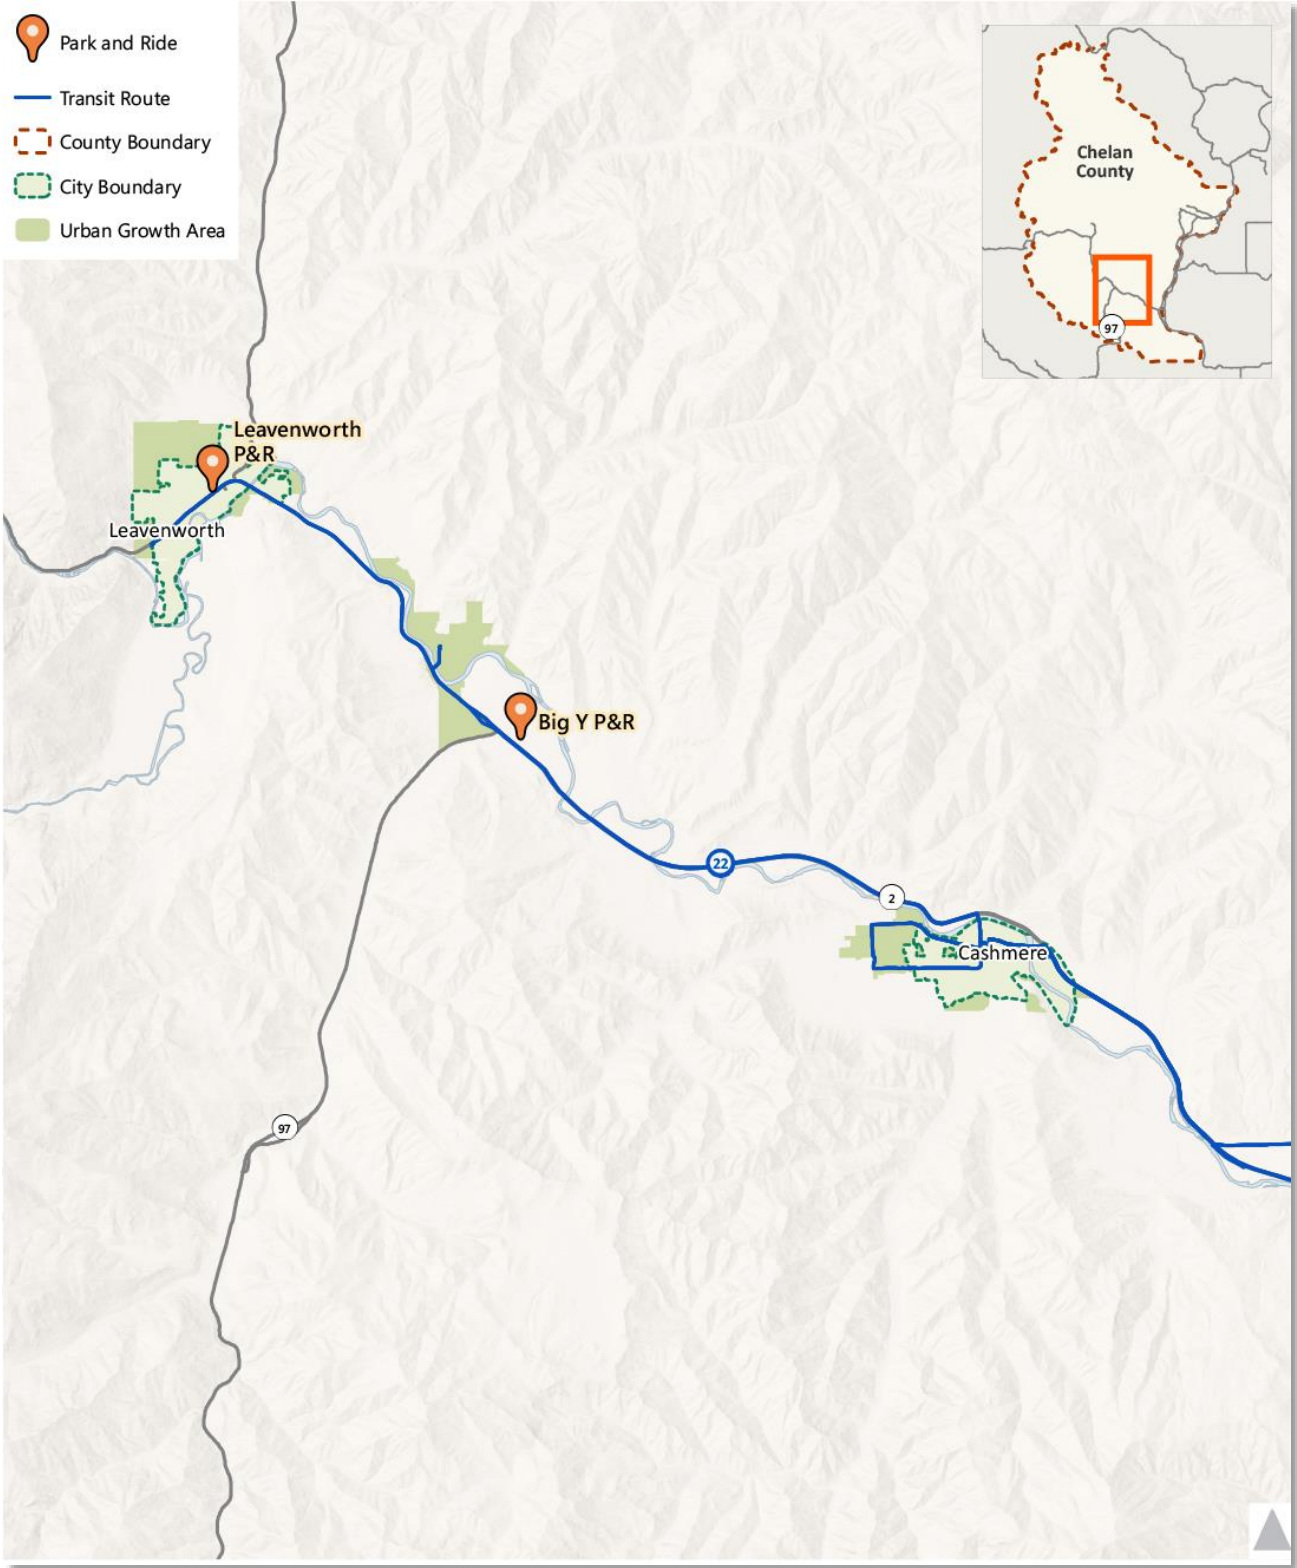 Park and Ride
Transit Route
County Boundary
City Boundary
Urban Growth Area
Chelan
County
97
Leavenworth
P&R
Leavenworth
Big Y P&R
22
2
Cashmere
97